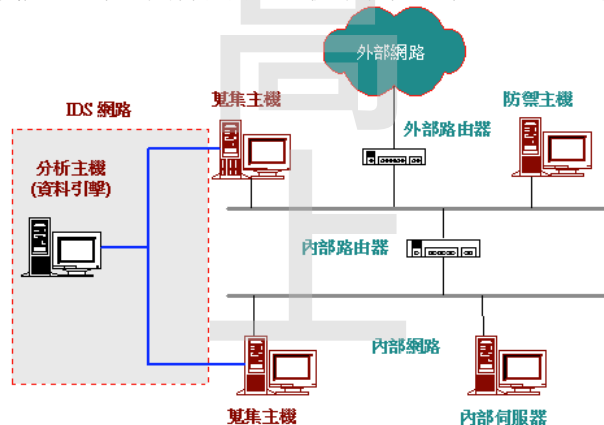 外部網路
IDS 網路
蒐集主機
防禦主機
外部路由器
分析主機
(資料引擎)
內部路由器
內部網路
蒐集主機
內部伺服器